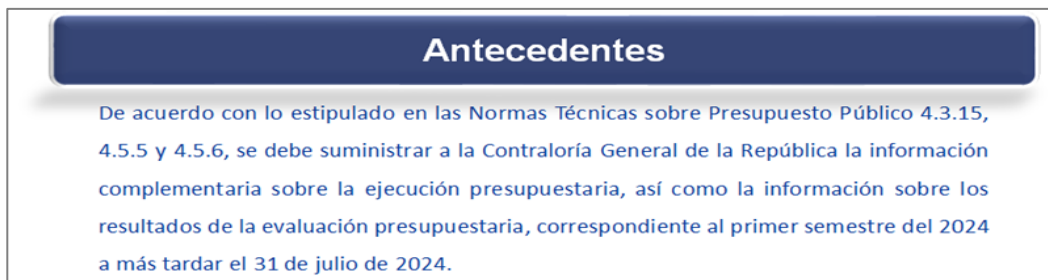 Antecedentes
De acuerdo con lo estipulado en las Normas Técnicas sobre Presupuesto Público 4.3.15,
4.5.5 y 4.5.6, se debe suministrar a la Contraloría General de la República la información
complementaria sobre la ejecución presupuestaria, así como la información sobre los
resultados de la evaluación presupuestaria, correspondiente al primer semestre del 2024
a más tardar el 31 de julio de 2024.